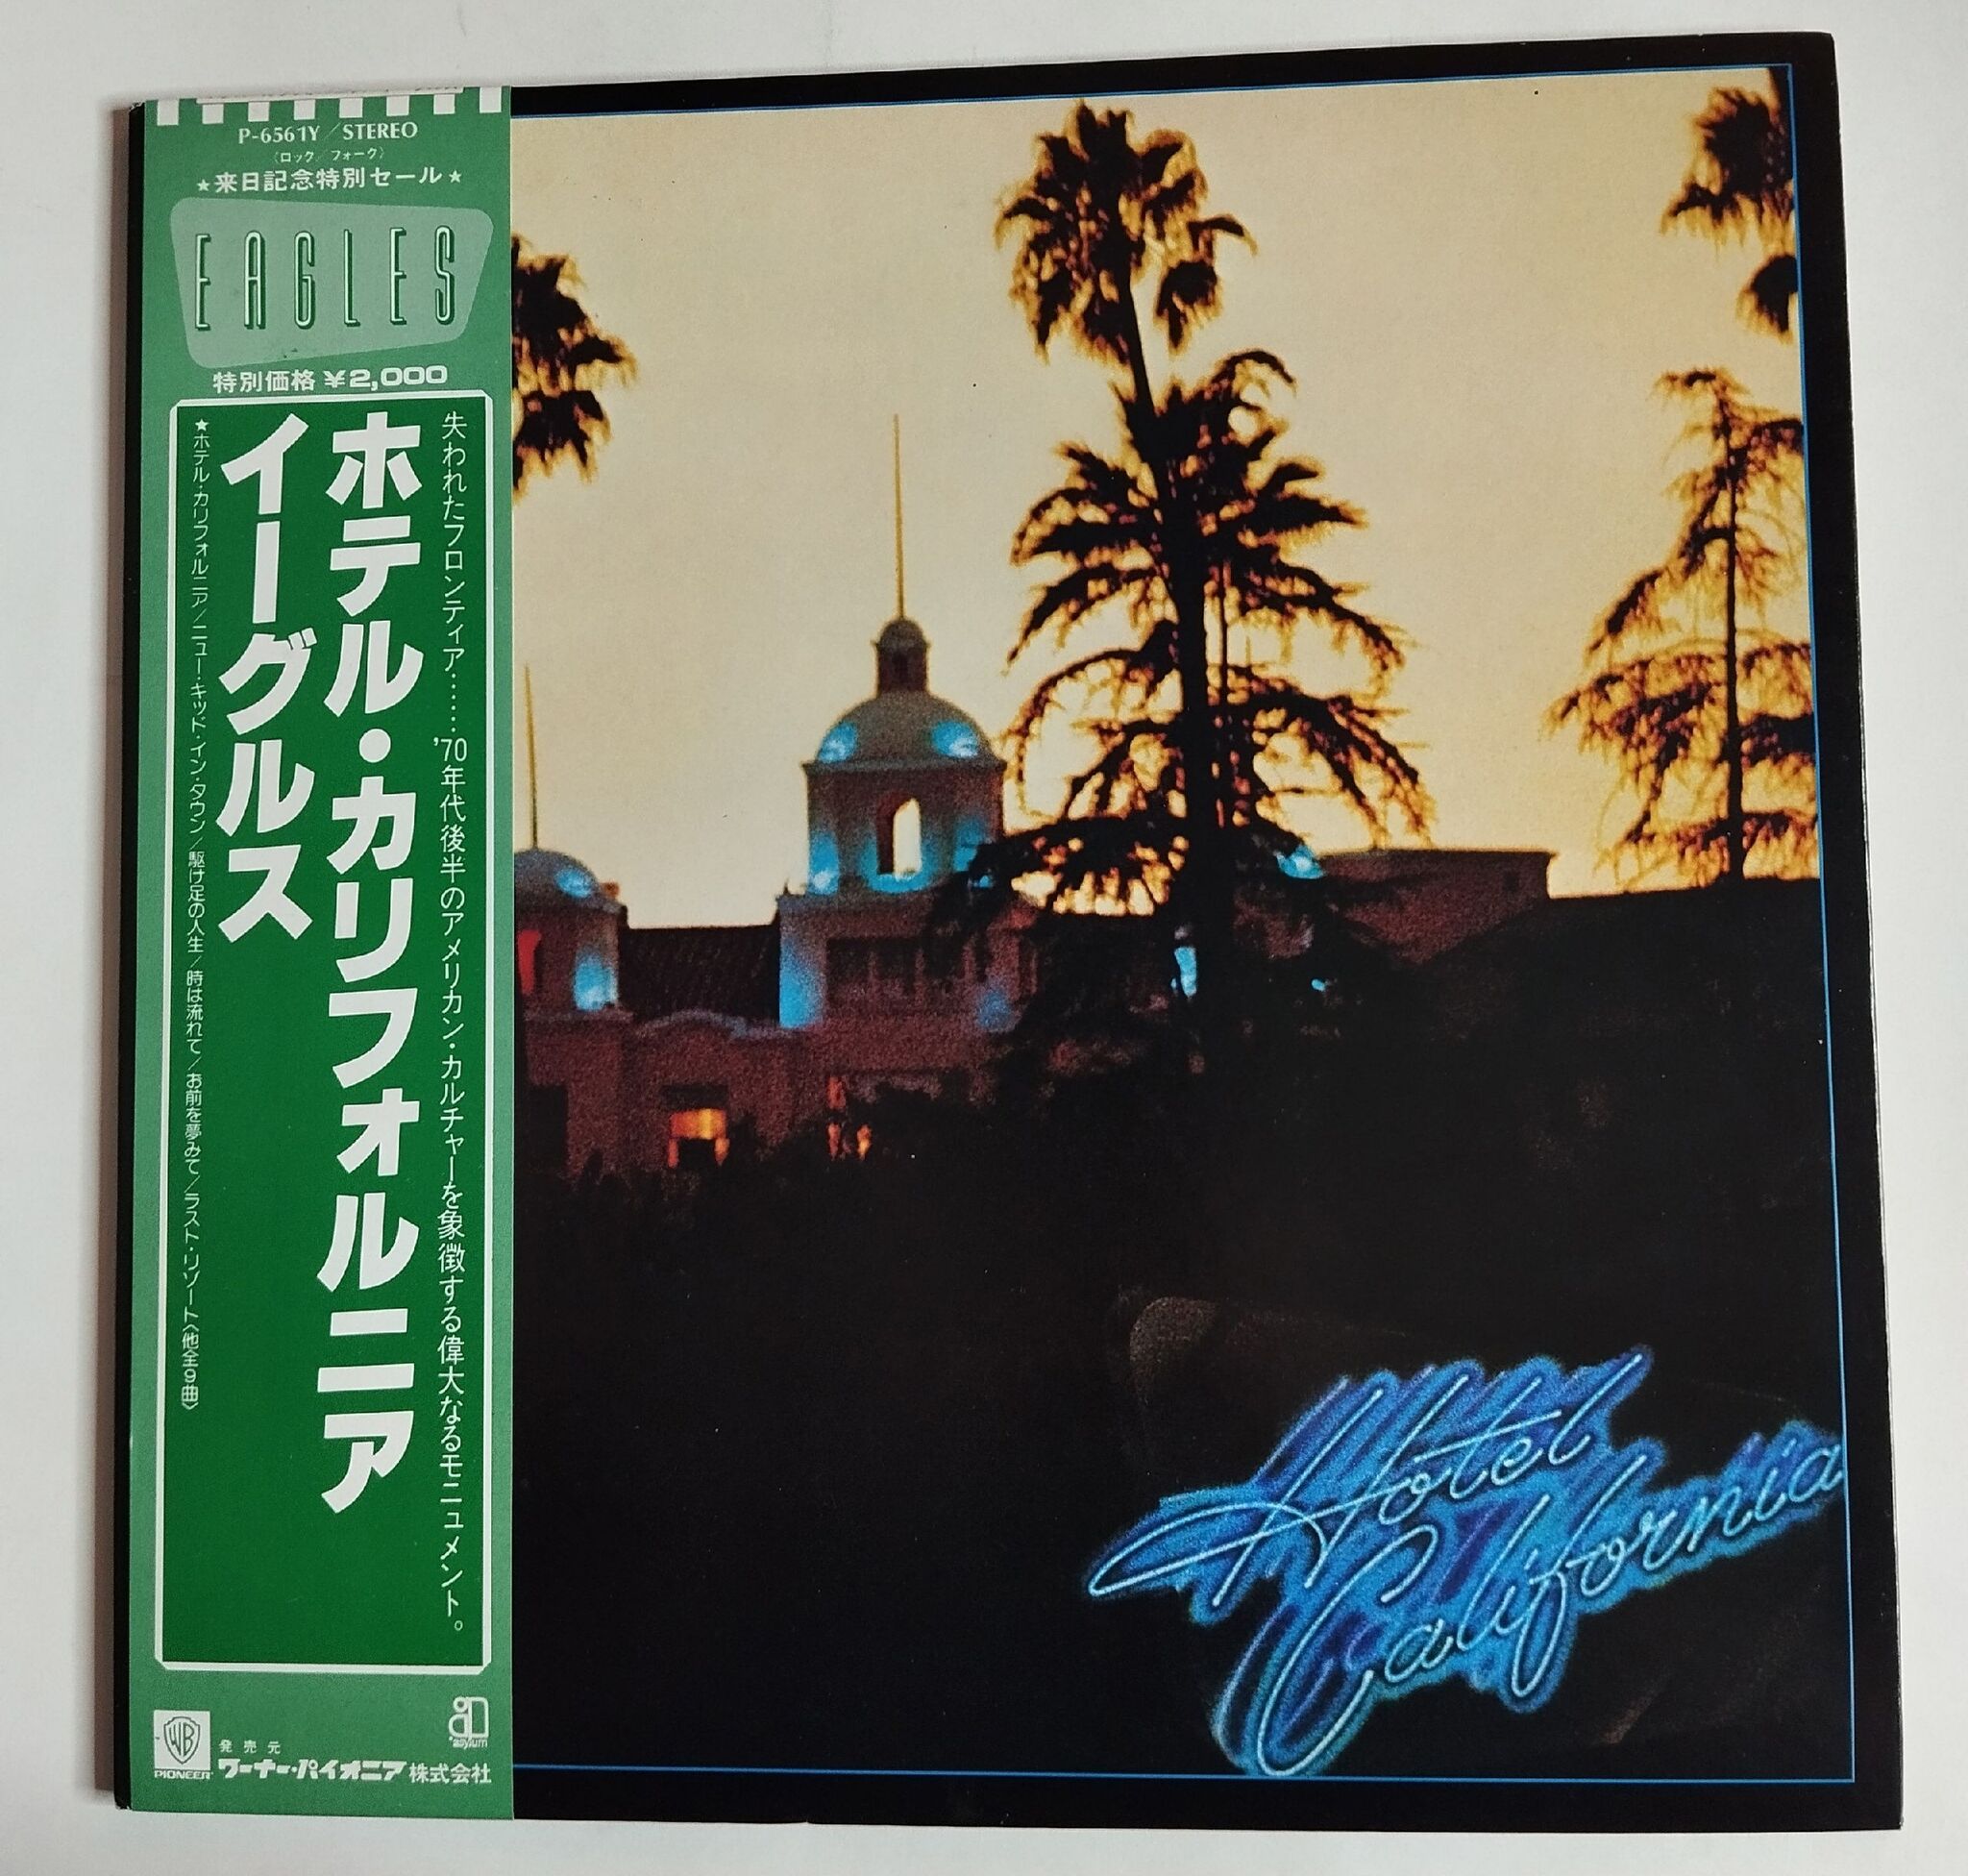 P-6561Y/STEREO
(ロック/フォーク)
★来日記念特別セール★
EAGLES
特別価格 ¥2,000
失われたフロンティア……'70年代後半のアメリカン・カルチャーを象徴する偉大なるモニュメント。
ホテル・カリフォルニア
イーグルス
★ホテル・カリフォルニア/ニュー・キッド・イン・タウン/駆け足の人生/時は流れて/お前を夢みて/ラスト・リゾート〈他全9曲〉
Hotel
California
asylum
WB
PIONEER
発売元
ワーナー・パイオニア株式会社